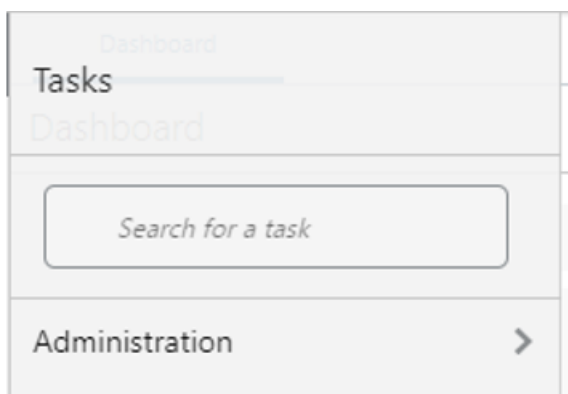 Dashboard
Tasks
Dashboard
Search for a task
Administration